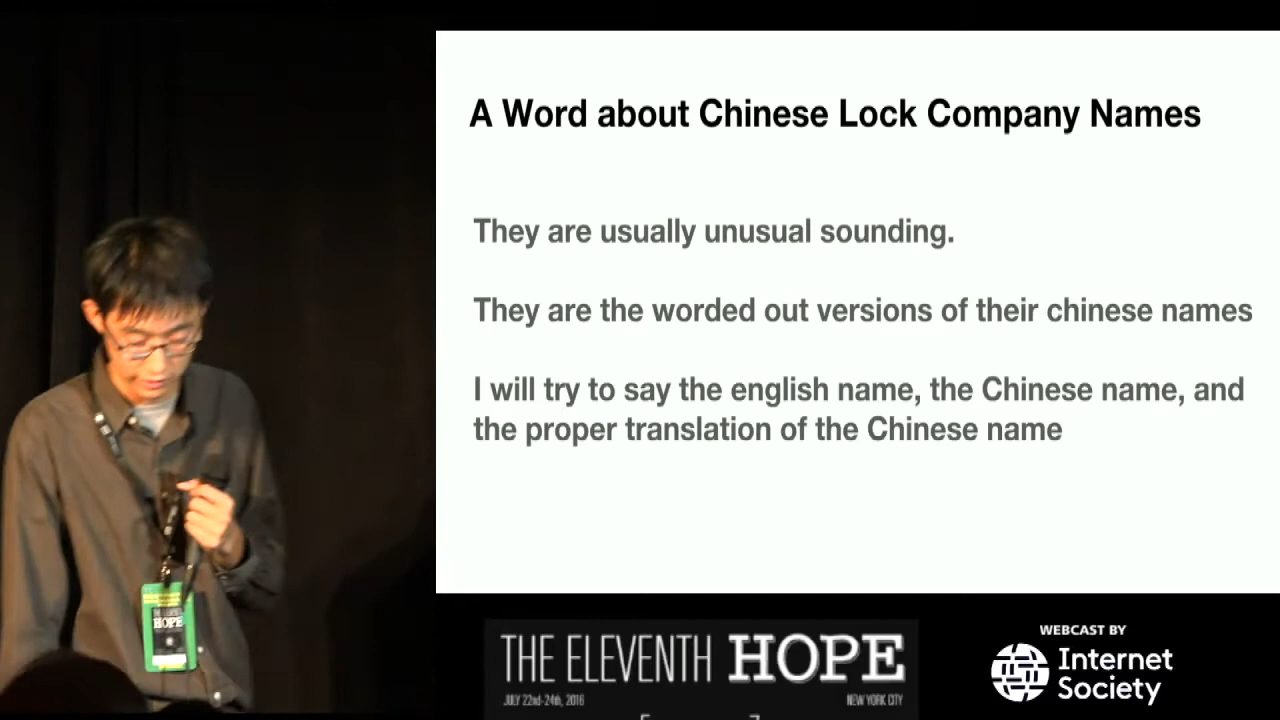 A Word about Chinese Lock Company Names
They are usually unusual sounding.
They are the worded out versions of their chinese names
I will try to say the english name, the Chinese name, and
the proper translation of the Chinese name
HOPE
THE ELEVENTH HOPE
JULY 22nd-24th, 2016
NEW YORK CITY
WEBCAST BY
Internet
Society